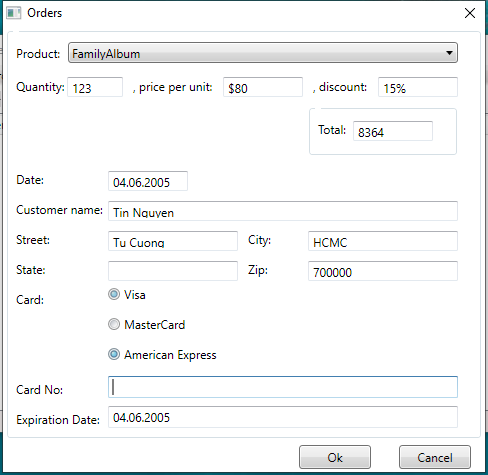 Orders
Product: FamilyAlbum
Quantity: 123 , price per unit: $80 , discount: 15%
Total: 8364
Date: 04.06.2005
Customer name: Tin Nguyen
Street: Tu Cuong City: HCMC
State: Zip: 700000
Card: Visa
MasterCard
American Express
Card No:
Expiration Date: 04.06.2005
Ok Cancel